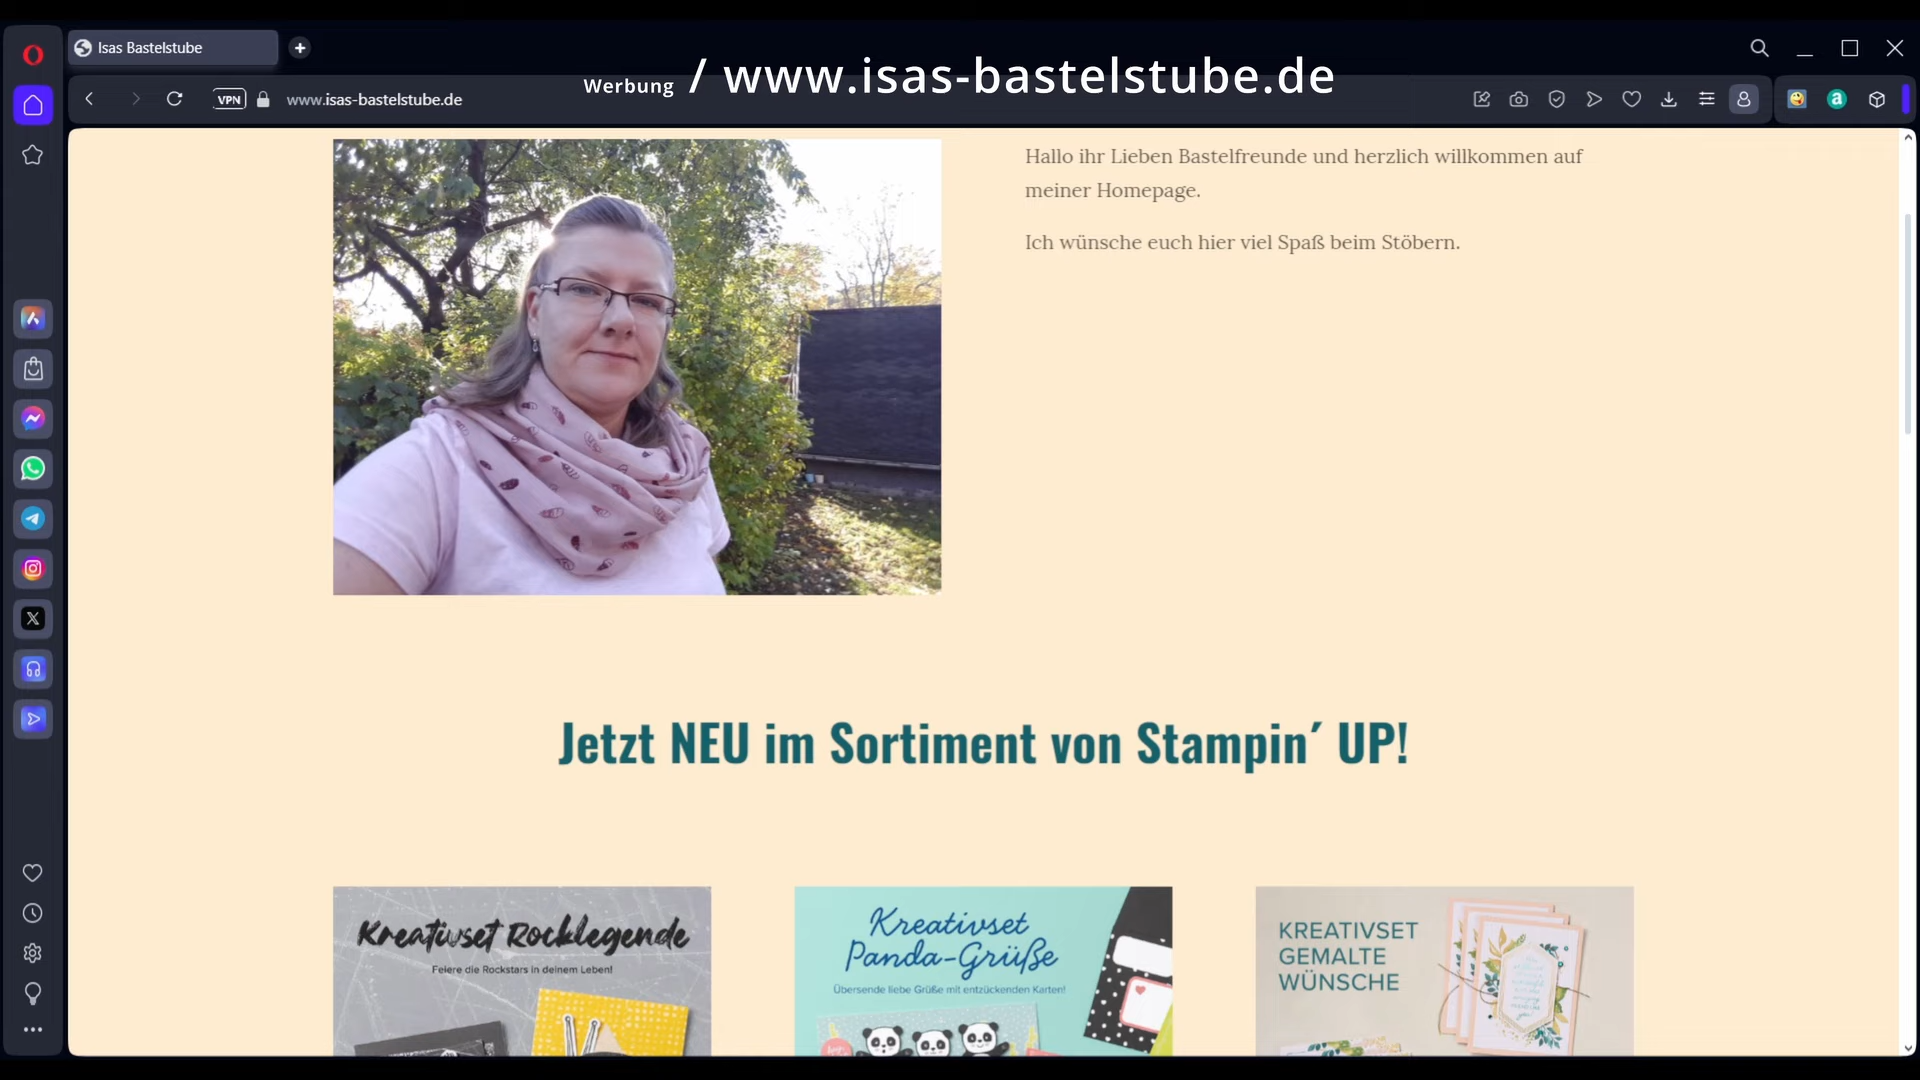 Isas Bastelstube
Werbung / www.isas-bastelstube.de
VPN
www.isas-bastelstube.de
Hallo ihr Lieben Bastelfreunde und herzlich willkommen auf
meiner Homepage.
Ich wünsche euch hier viel Spaß beim Stöbern.
Jetzt NEU im Sortiment von Stampin´ UP!
Kreativset Rocklegende
Feiere die Rockstars in deinem Leben!
Kreativset
Panda-Grüße
Übersende liebe Grüße mit entzückenden Karten!
KREATIVSET
GEMALTE
WÜNSCHE